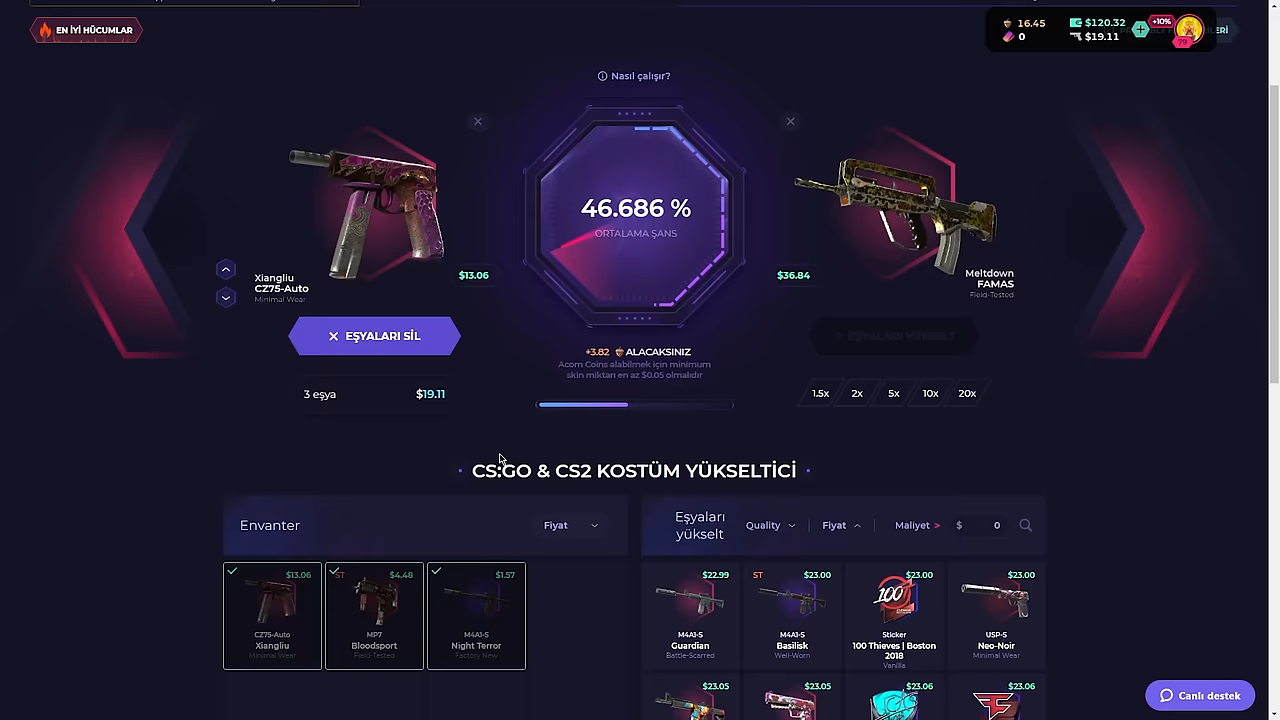 EN İYİ HÜCUMLAR
16.45
0
$120.32
$19.11
+10%
79
Nasıl çalışır?
46.686 %
ORTALAMA ŞANS
Xiangliu
CZ75-Auto
Minimal Wear
$13.06
$36.84
Meltdown
FAMAS
Field-Tested
× EŞYALARI SİL
EŞYALARI YÜKSELT
3 eşya
$19.11
+3.82 ALACAKSINIZ
Acorn Coins alabilmek için minimum
skin miktarı en az $0.05 olmalıdır
1.5x 2x 5x 10x 20x
CS:GO & CS2 KOSTÜM YÜKSELTİCİ
Envanter
Fiyat
Eşyaları
yükselt
Quality
Fiyat
Maliyet >
$ 0
$13.06
CZ75-Auto
Xiangliu
Minimal Wear
ST
$4.48
MP7
Bloodsport
Field-Tested
$1.57
M4A1-S
Night Terror
Factory New
$22.99
M4A1-S
Guardian
Battle-Scarred
ST
$23.00
M4A1-S
Basilisk
Well-Worn
$23.00
100
Sticker
100 Thieves | Boston
2018
Vanilla
$23.00
USP-S
Neo-Noir
Minimal Wear
$23.05
$23.05
$23.06
$23.06
Canlı destek